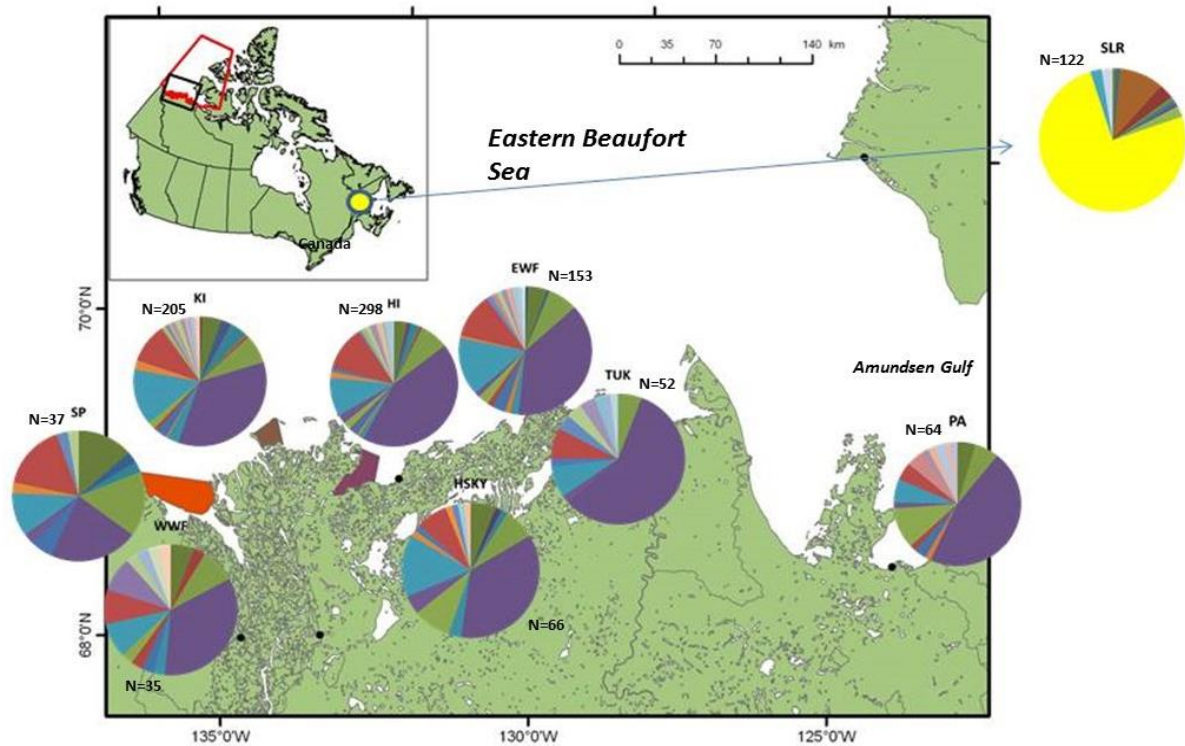 0 35 70 140 km
SLR
N=122
Eastern Beaufort
Sea
Canada
EWF
N=153
KI
N=205
N=298 HI
70°0'N
TUK
N=52
Amundsen Gulf
SP
N=37
PA
N=64
HSKY
WWF
N=66
68°0'N
N=35
135°0'W
130°0'W
125°0'W